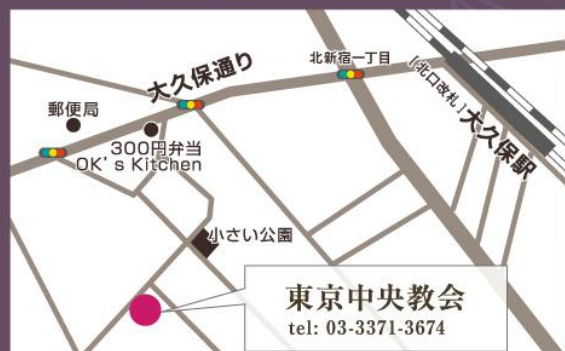 北新宿一丁目
[北口改札]大久保駅
大久保通り
郵便局
300円弁当
OK's Kitchen
小さい公園
東京中央教会
tel: 03-3371-3674